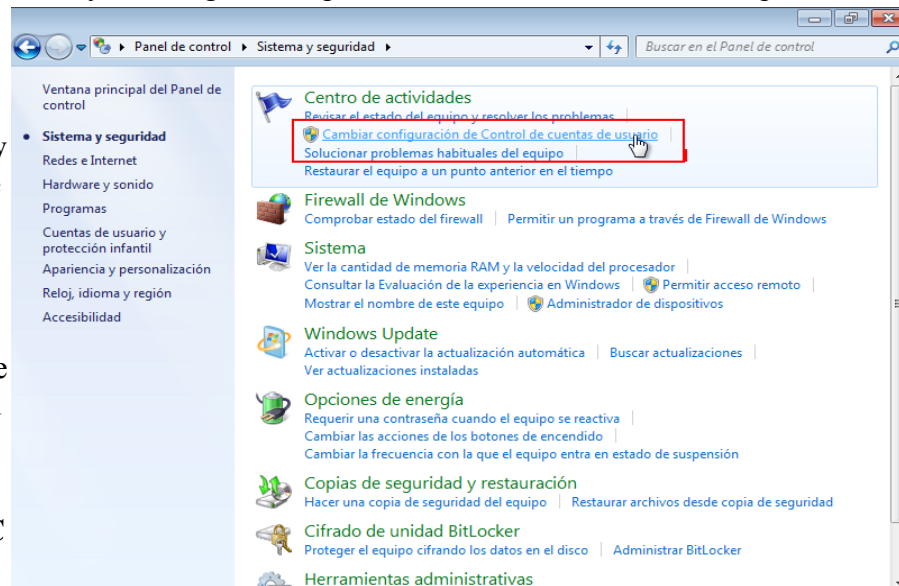 Panel de control ▸ Sistema y seguridad ▸
Buscar en el Panel de control
Ventana principal del Panel de
control
Sistema y seguridad
Redes e Internet
Hardware y sonido
Programas
Cuentas de usuario y
protección infantil
Apariencia y personalización
Reloj, idioma y región
Accesibilidad
Centro de actividades
Revisar el estado del equipo y resolver los problemas
Cambiar configuración de Control de cuentas de usuario
Solucionar problemas habituales del equipo
Restaurar el equipo a un punto anterior en el tiempo
Firewall de Windows
Comprobar estado del firewall | Permitir un programa a través de Firewall de Windows
Sistema
Ver la cantidad de memoria RAM y la velocidad del procesador
Consultar la Evaluación de la experiencia en Windows | Permitir acceso remoto
Mostrar el nombre de este equipo | Administrador de dispositivos
Windows Update
Activar o desactivar la actualización automática | Buscar actualizaciones
Ver actualizaciones instaladas
Opciones de energía
Requerir una contraseña cuando el equipo se reactiva
Cambiar las acciones de los botones de encendido
Cambiar la frecuencia con la que el equipo entra en estado de suspensión
Copias de seguridad y restauración
Hacer una copia de seguridad del equipo | Restaurar archivos desde copia de seguridad
Cifrado de unidad BitLocker
Proteger el equipo cifrando los datos en el disco | Administrar BitLocker
Herramientas administrativas